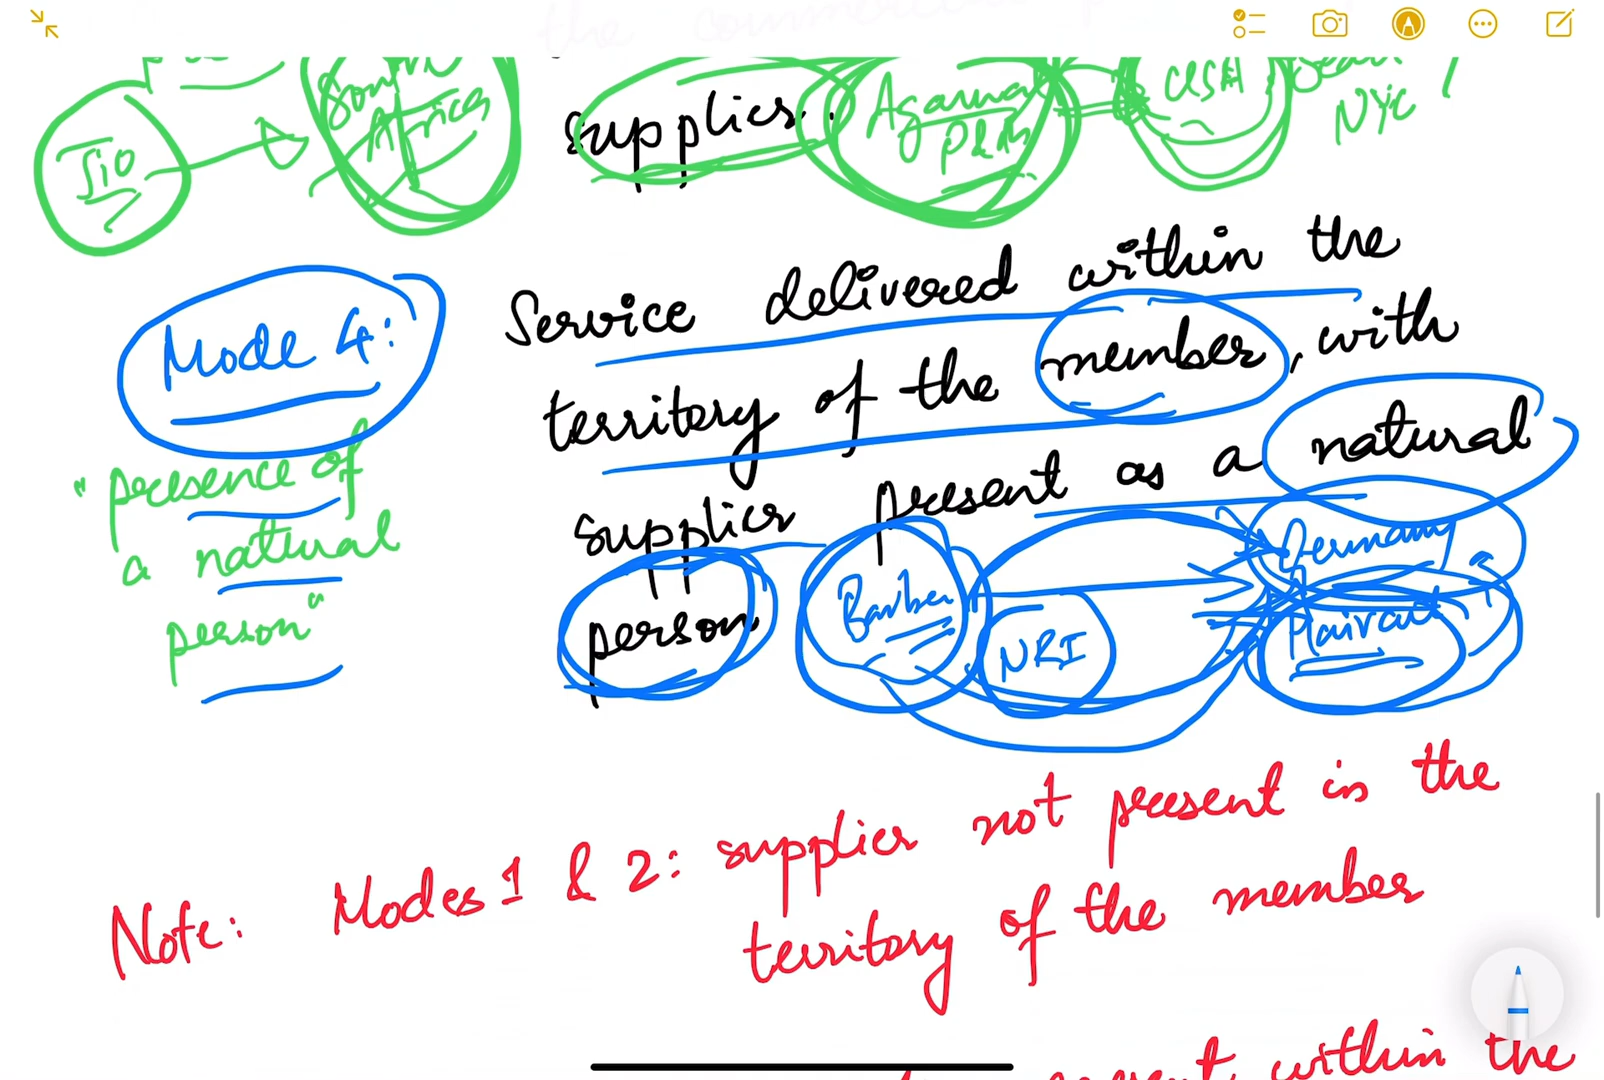 the
South
Africa
Jio
supplier.
Agarwal
USA
NYC
Mode 4:
Service delivered within the
territory of the member, with
supplier present as a natural
person
"presence of
a natural
person"
Barber
NRI
Germany
Haircut
Note: Modes 1 & 2: supplier not present in the
territory of the member
within the